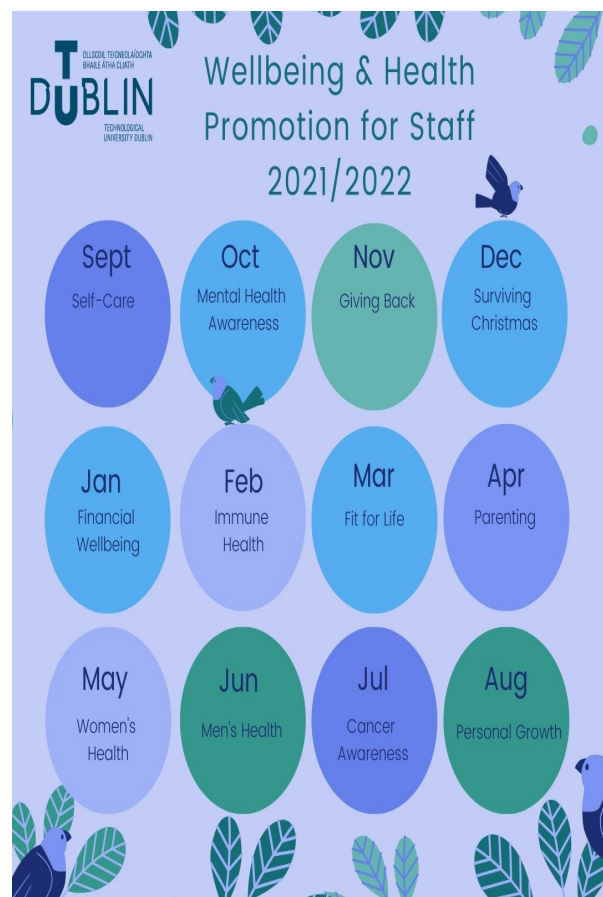 OLLSCOIL TEICNEOLAÍOCHTA
BHAILE ÁTHA CLIATH
TU DUBLIN
TECHNOLOGICAL
UNIVERSITY DUBLIN
Wellbeing & Health
Promotion for Staff
2021/2022
Sept
Self-Care
Oct
Mental Health
Awareness
Nov
Giving Back
Dec
Surviving
Christmas
Jan
Financial
Wellbeing
Feb
Immune
Health
Mar
Fit for Life
Apr
Parenting
May
Women's
Health
Jun
Men's Health
Jul
Cancer
Awareness
Aug
Personal Growth